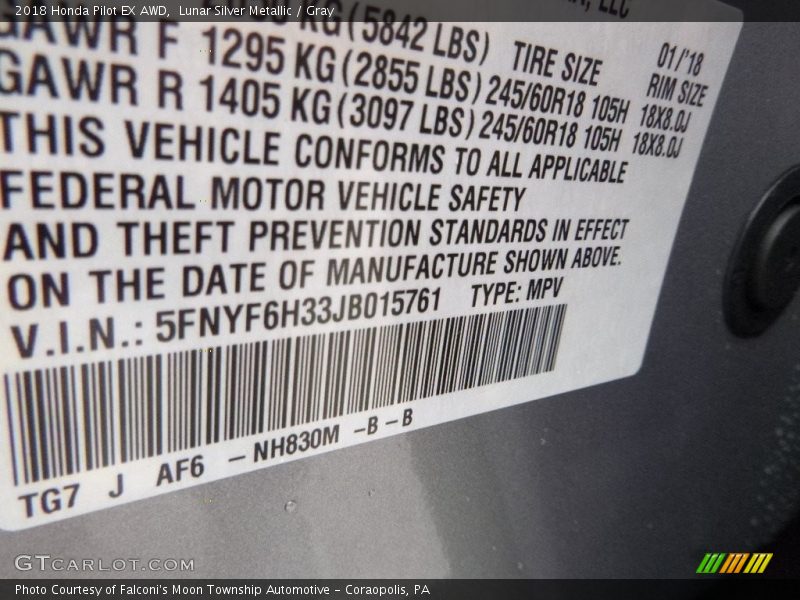 2018 Honda Pilot EX AWD, Lunar Silver Metallic / Gray
LLC
KG (5842 LBS) 01/'18
GAWR F 1295 KG (2855 LBS) TIRE SIZE RIM SIZE
GAWR R 1405 KG (3097 LBS) 245/60R18 105H 18X8.0J
245/60R18 105H 18X8.0J
THIS VEHICLE CONFORMS TO ALL APPLICABLE
FEDERAL MOTOR VEHICLE SAFETY
AND THEFT PREVENTION STANDARDS IN EFFECT
ON THE DATE OF MANUFACTURE SHOWN ABOVE.
V.I.N.: 5FNYF6H33JB015761 TYPE: MPV
TG7 J AF6 - NH830M -B-B
GTCARLOT.COM
Photo Courtesy of Falconi's Moon Township Automotive - Coraopolis, PA